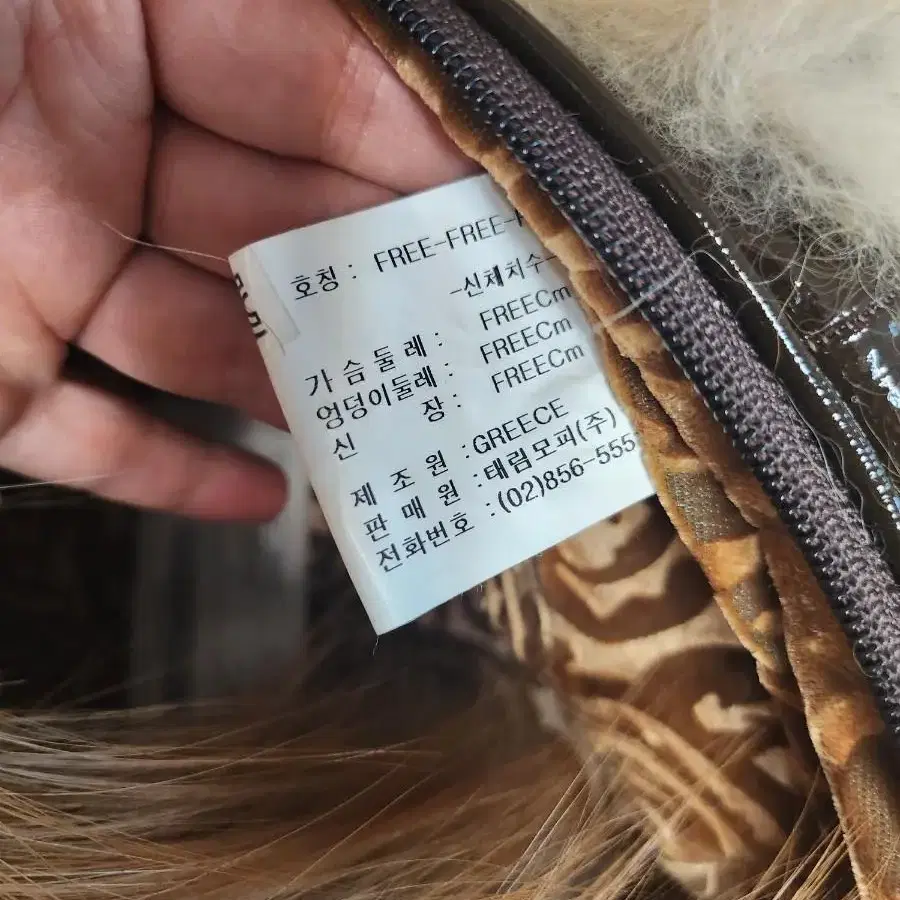 호칭 : FREE-FREE-
-신체치수-
가슴둘레 : FREECm
엉덩이둘레 : FREECm
신 장 : FREECm
제 조 원 :GREECE
판 매 원 :태림모피(주)
전화번호 :(02)856-555